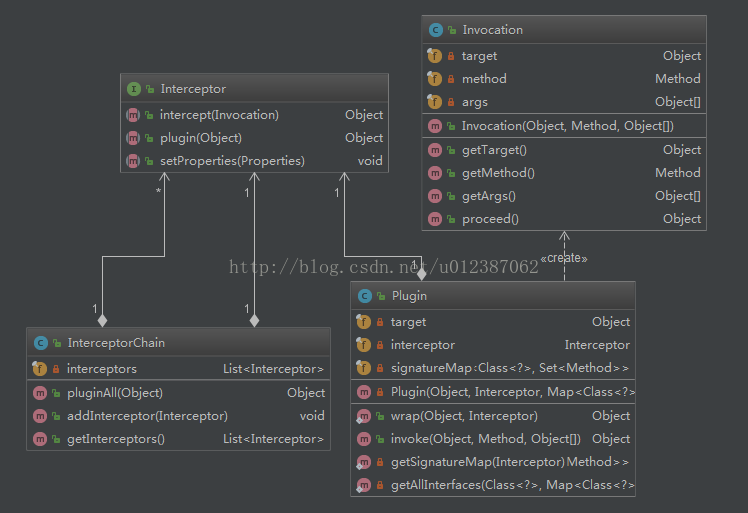 Invocation
target Object
method Method
args Object[]
Invocation(Object, Method, Object[])
getTarget() Object
getMethod() Method
getArgs() Object[]
proceed() Object
Interceptor
intercept(Invocation) Object
plugin(Object) Object
setProperties(Properties) void
* 1 1
http://blog.csdn.net/u012387062
«create»
1
1 1
Plugin
target Object
interceptor Interceptor
signatureMap:Class<?>, Set<Method>>
Plugin(Object, Interceptor, Map<Class<?>
wrap(Object, Interceptor) Object
invoke(Object, Method, Object[]) Object
getSignatureMap(Interceptor)Method>>
getAllInterfaces(Class<?>, Map<Class<?>
InterceptorChain
interceptors List<Interceptor>
pluginAll(Object) Object
addInterceptor(Interceptor) void
getInterceptors() List<Interceptor>